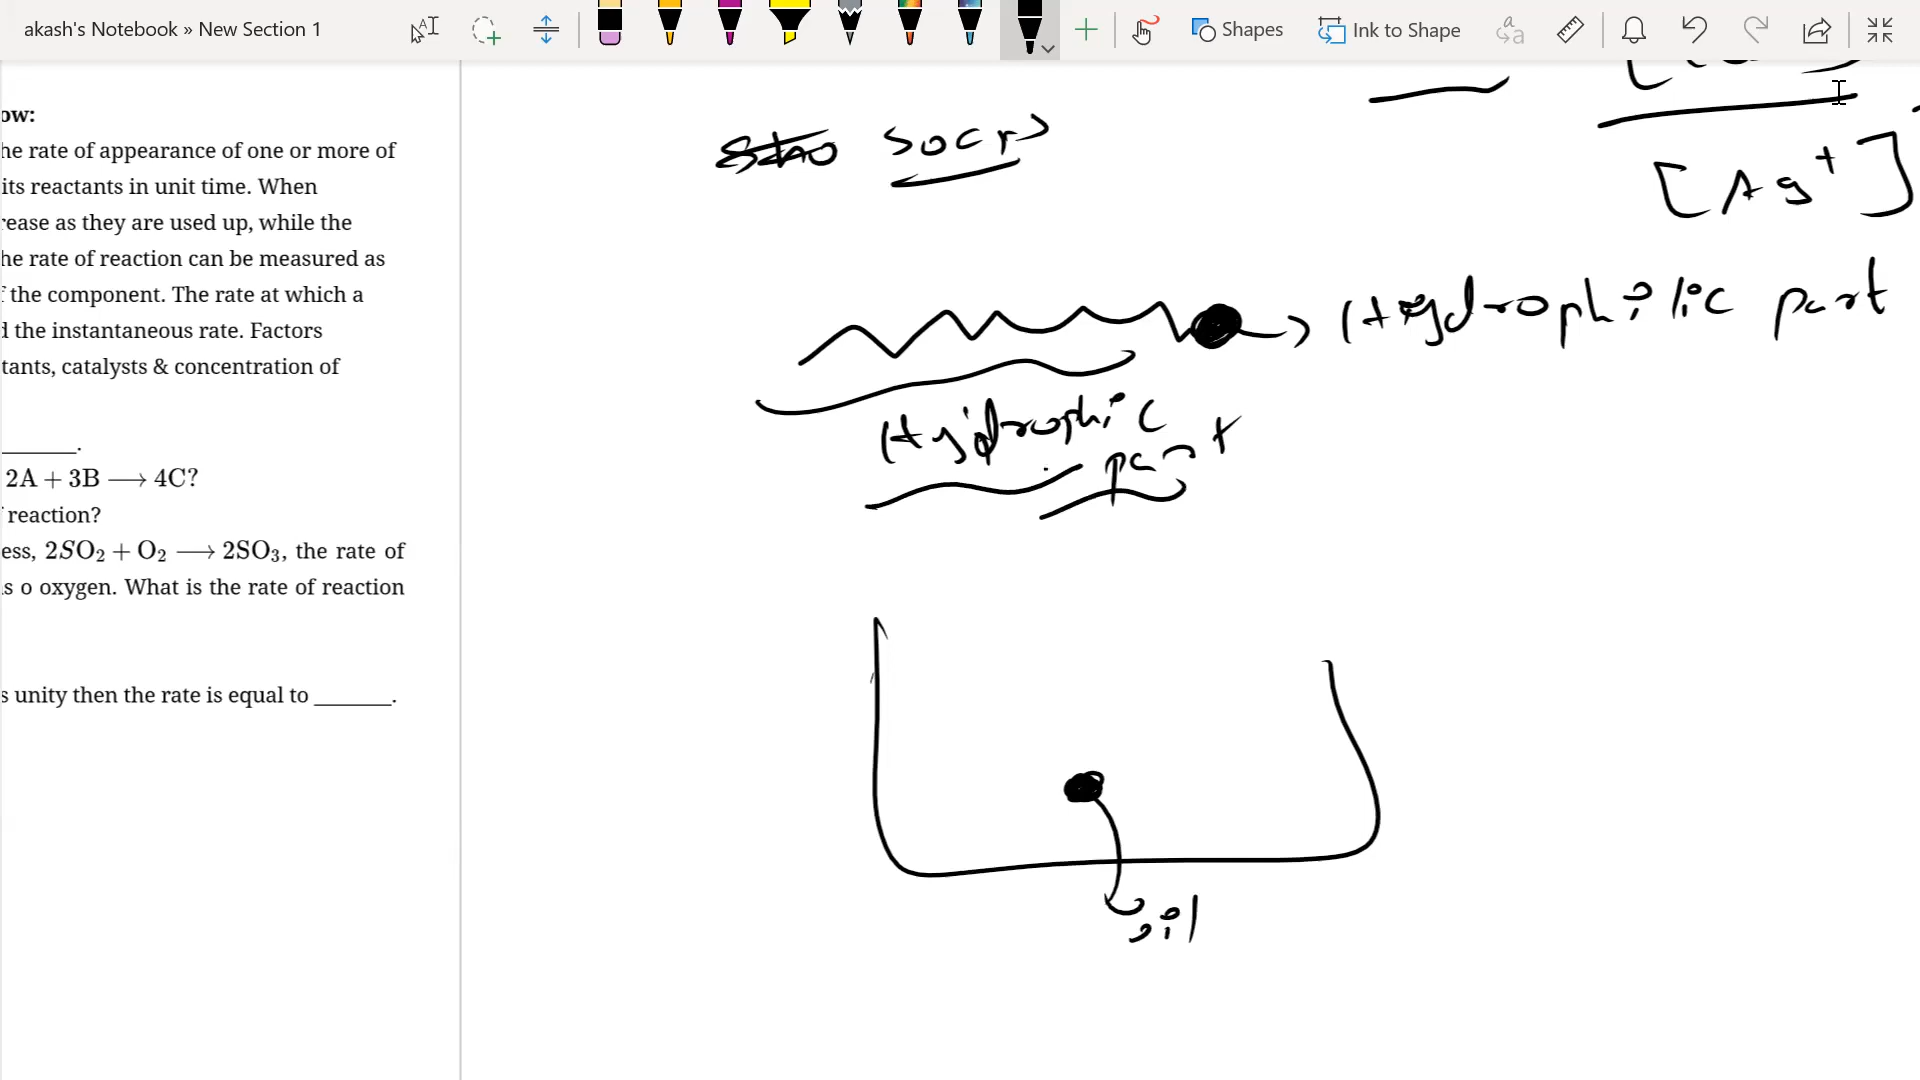 akash's Notebook » New Section 1
Shapes
Ink to Shape
ow:
he rate of appearance of one or more of
its reactants in unit time. When
rease as they are used up, while the
he rate of reaction can be measured as
f the component. The rate at which a
d the instantaneous rate. Factors
tants, catalysts & concentration of
_______.
2A + 3B ⟶ 4C?
reaction?
ess, 2SO₂ + O₂ ⟶ 2SO₃, the rate of
s o oxygen. What is the rate of reaction
s unity then the rate is equal to _______.
[Ag⁺]
Hydrophilic part
Hydrophic
part
oil